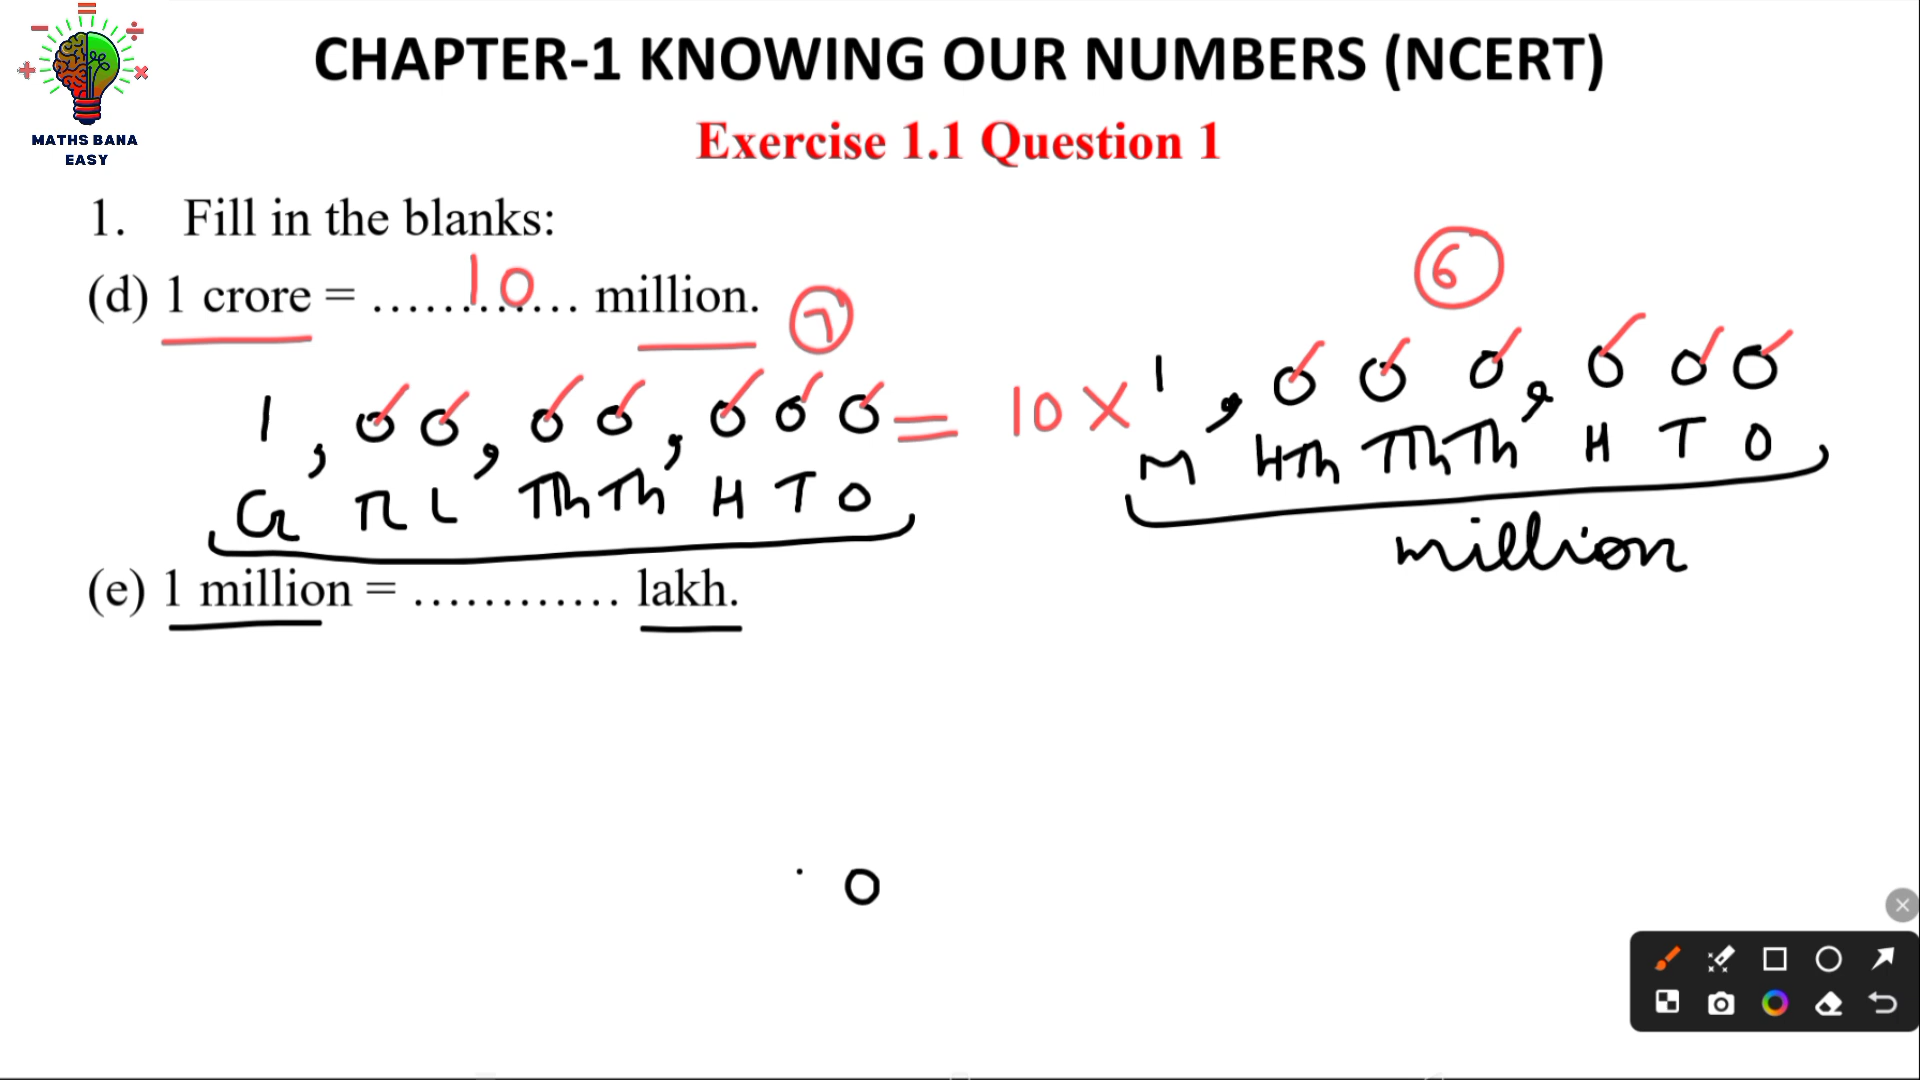 CHAPTER-1 KNOWING OUR NUMBERS (NCERT)
MATHS BANA
EASY
Exercise 1.1 Question 1
1. Fill in the blanks:
(d) 1 crore = ......10...... million.
7
6
1,00,00,000 = 10 × 1,000,000
C TL L TTh Th H T O
M HTh TTh Th H T O
million
(e) 1 million = ............ lakh.
0